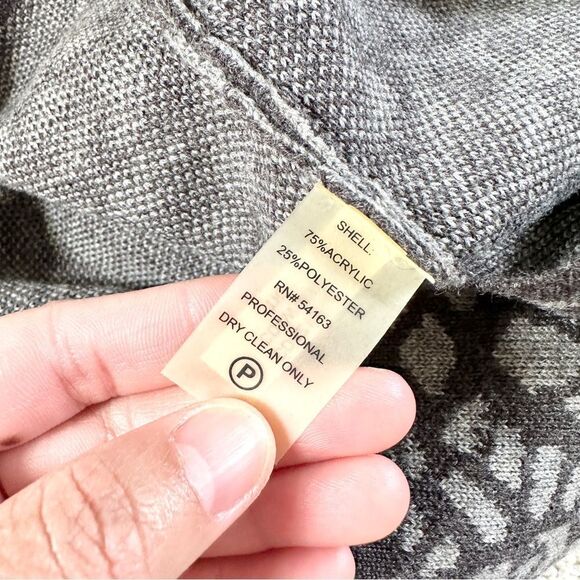 SHELL:
75%ACRYLIC
25%POLYESTER
RN# 54163
PROFESSIONAL
DRY CLEAN ONLY
P